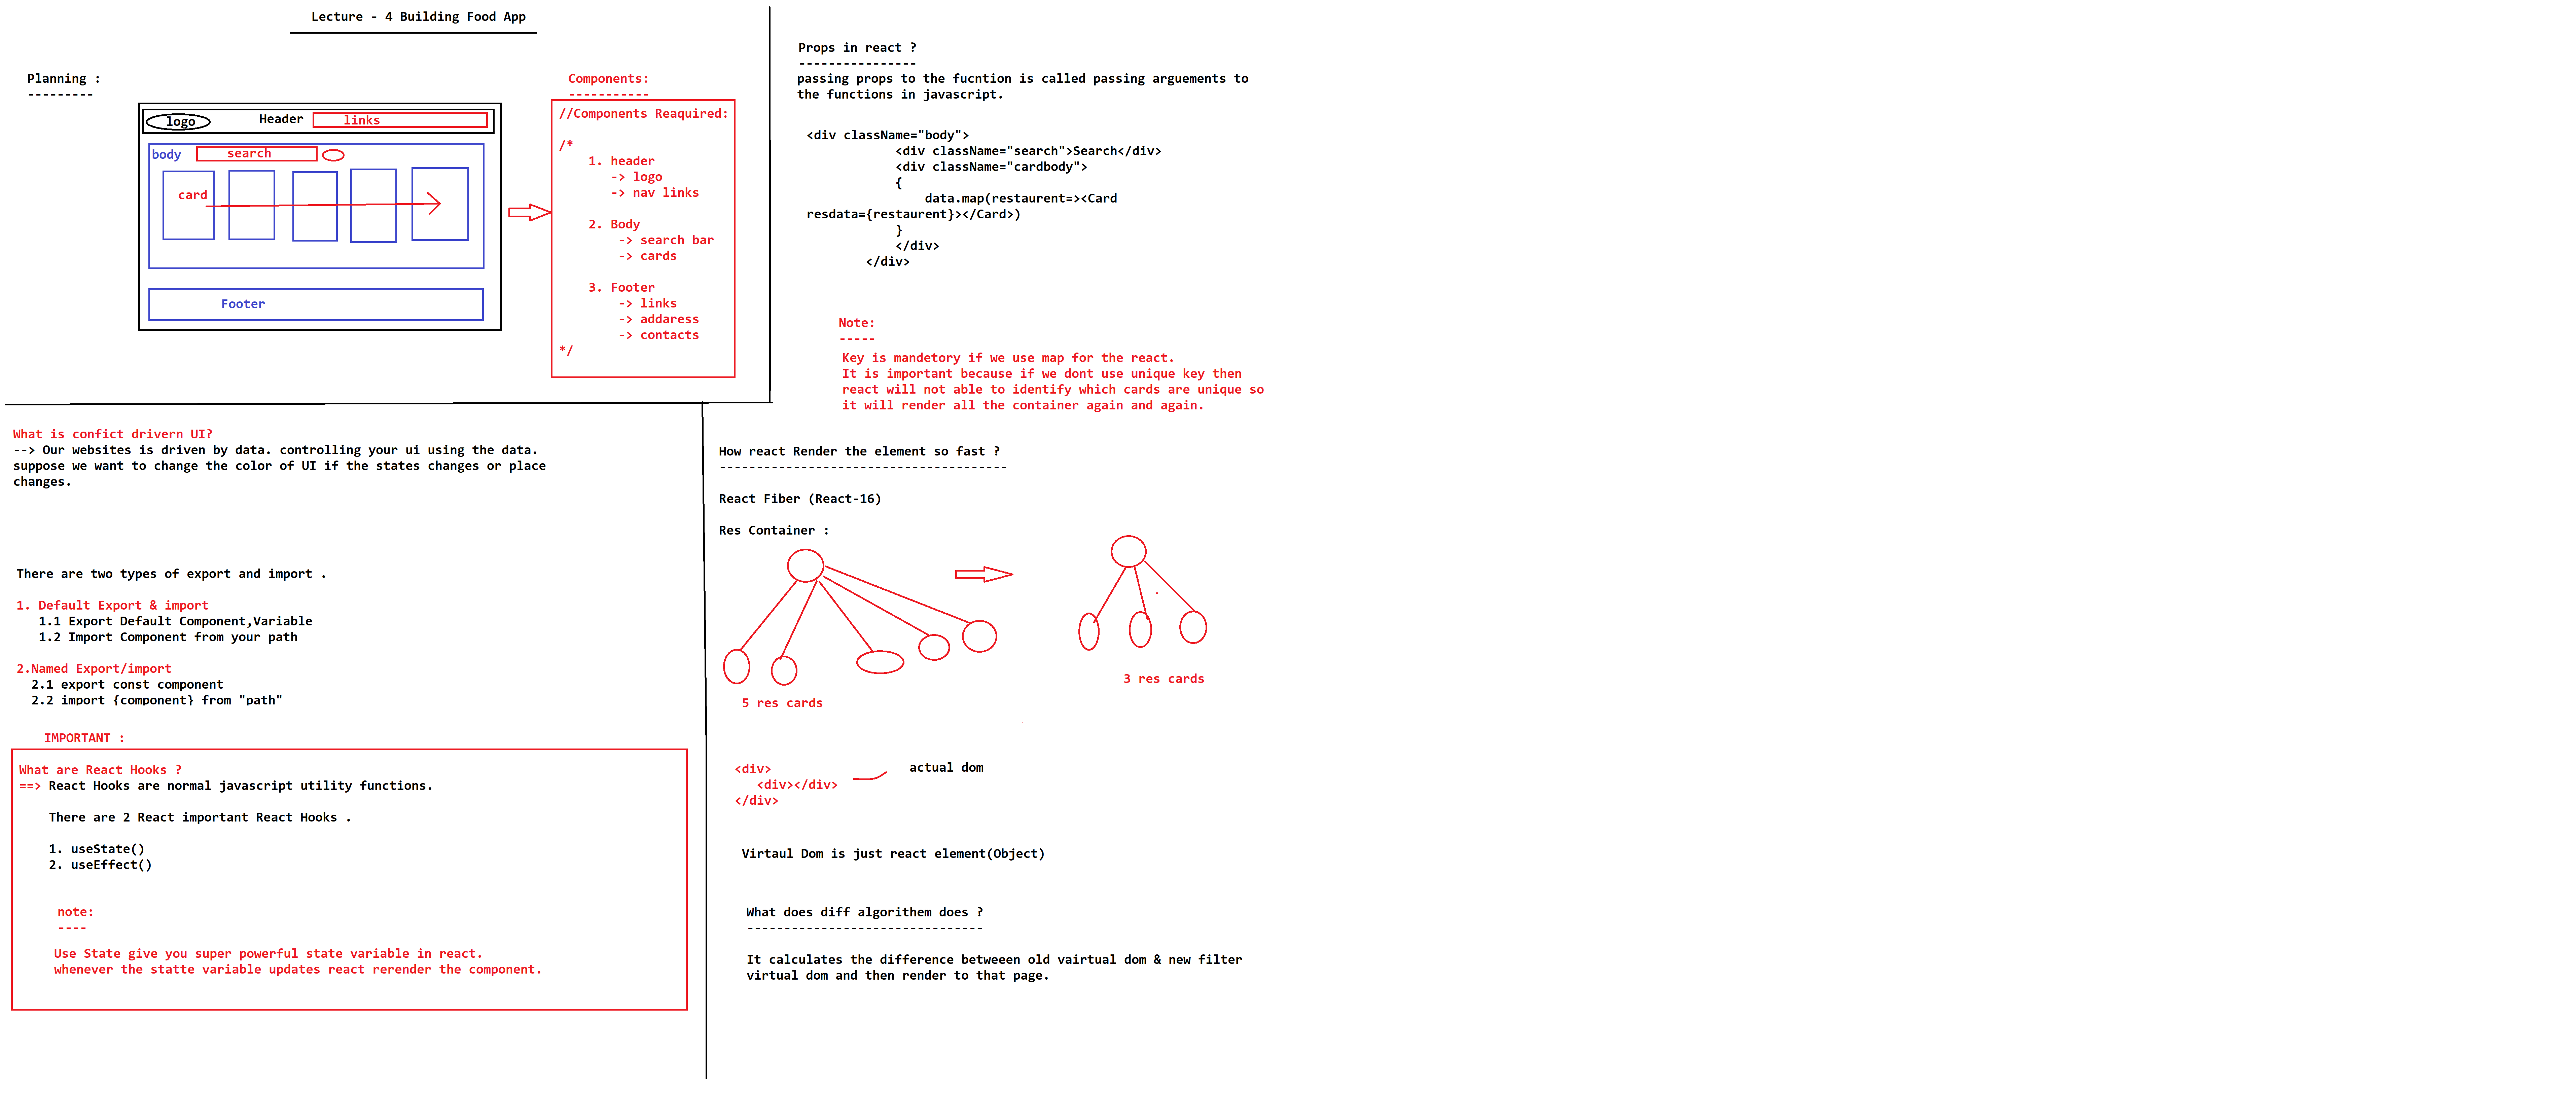 Lecture - 4 Building Food App
Planning :
---------
logo
Header
links
body
search
card
Footer
Components:
-----------
//Components Reaquired:
/*
1. header
-> logo
-> nav links
2. Body
-> search bar
-> cards
3. Footer
-> links
-> addaress
-> contacts
*/
Props in react ?
----------------
passing props to the fucntion is called passing arguements to
the functions in javascript.
<div className="body">
<div className="search">Search</div>
<div className="cardbody">
{
data.map(restaurent=><Card
resdata={restaurent}></Card>)
}
</div>
</div>
Note:
-----
Key is mandetory if we use map for the react.
It is important because if we dont use unique key then
react will not able to identify which cards are unique so
it will render all the container again and again.
What is confict drivern UI?
--> Our websites is driven by data. controlling your ui using the data.
suppose we want to change the color of UI if the states changes or place
changes.
There are two types of export and import .
1. Default Export & import
1.1 Export Default Component,Variable
1.2 Import Component from your path
2.Named Export/import
2.1 export const component
2.2 import {component} from "path"
IMPORTANT :
What are React Hooks ?
==> React Hooks are normal javascript utility functions.
There are 2 React important React Hooks .
1. useState()
2. useEffect()
note:
----
Use State give you super powerful state variable in react.
whenever the statte variable updates react rerender the component.
How react Render the element so fast ?
---------------------------------------
React Fiber (React-16)
Res Container :
5 res cards
3 res cards
<div>
<div></div>
</div>
actual dom
Virtaul Dom is just react element(Object)
What does diff algorithem does ?
--------------------------------
It calculates the difference betweeen old vairtual dom & new filter
virtual dom and then render to that page.